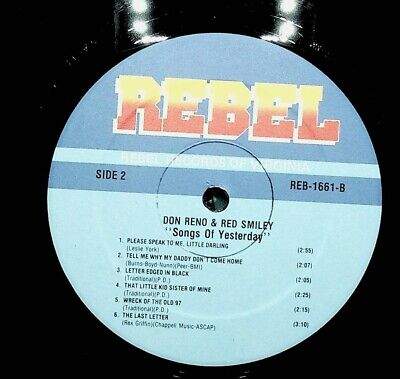 REBEL
REBEL RECORDS OF VIRGINIA
SIDE 2
REB-1661-B
DON RENO & RED SMILEY
"Songs Of Yesterday"
1. PLEASE SPEAK TO ME, LITTLE DARLING
(Leslie York) (2:55)
2. TELL ME WHY MY DADDY DON'T COME HOME
(Burns-Boyd-Nunn)(Peer-BMI) (2:07)
3. LETTER EDGED IN BLACK
(Traditional)(P.D.) (2:05)
4. THAT LITTLE KID SISTER OF MINE
(Traditional)(P.D.) (2:25)
5. WRECK OF THE OLD 97
(Traditional)(P.D.) (2:15)
6. THE LAST LETTER
(Rex Griffin)(Chappell Music-ASCAP) (3:10)